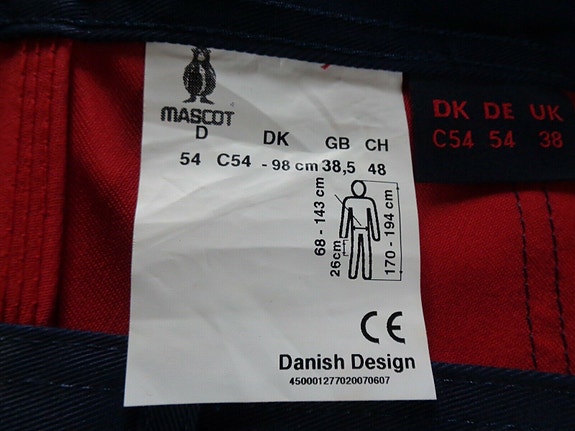 MASCOT
D DK GB CH
54 C54 - 98 cm 38,5 48
68 - 143 cm
26cm
170 - 194 cm
CE
Danish Design
450001277020070607
DK DE UK
C54 54 38